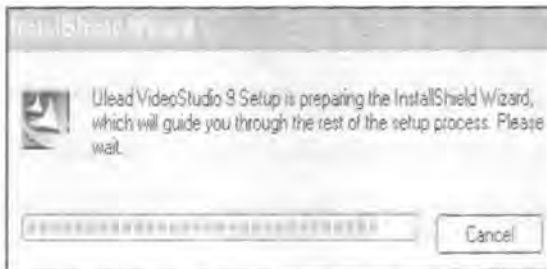 InstallShield Wizard
Ulead VideoStudio 9 Setup is preparing the InstallShield Wizard,
which will guide you through the rest of the setup process. Please
wait.
Cancel